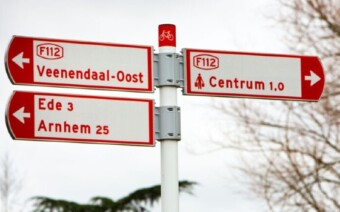 F112
Veenendaal-Oost
Ede 3
Arnhem 25
F112
Centrum 1,0